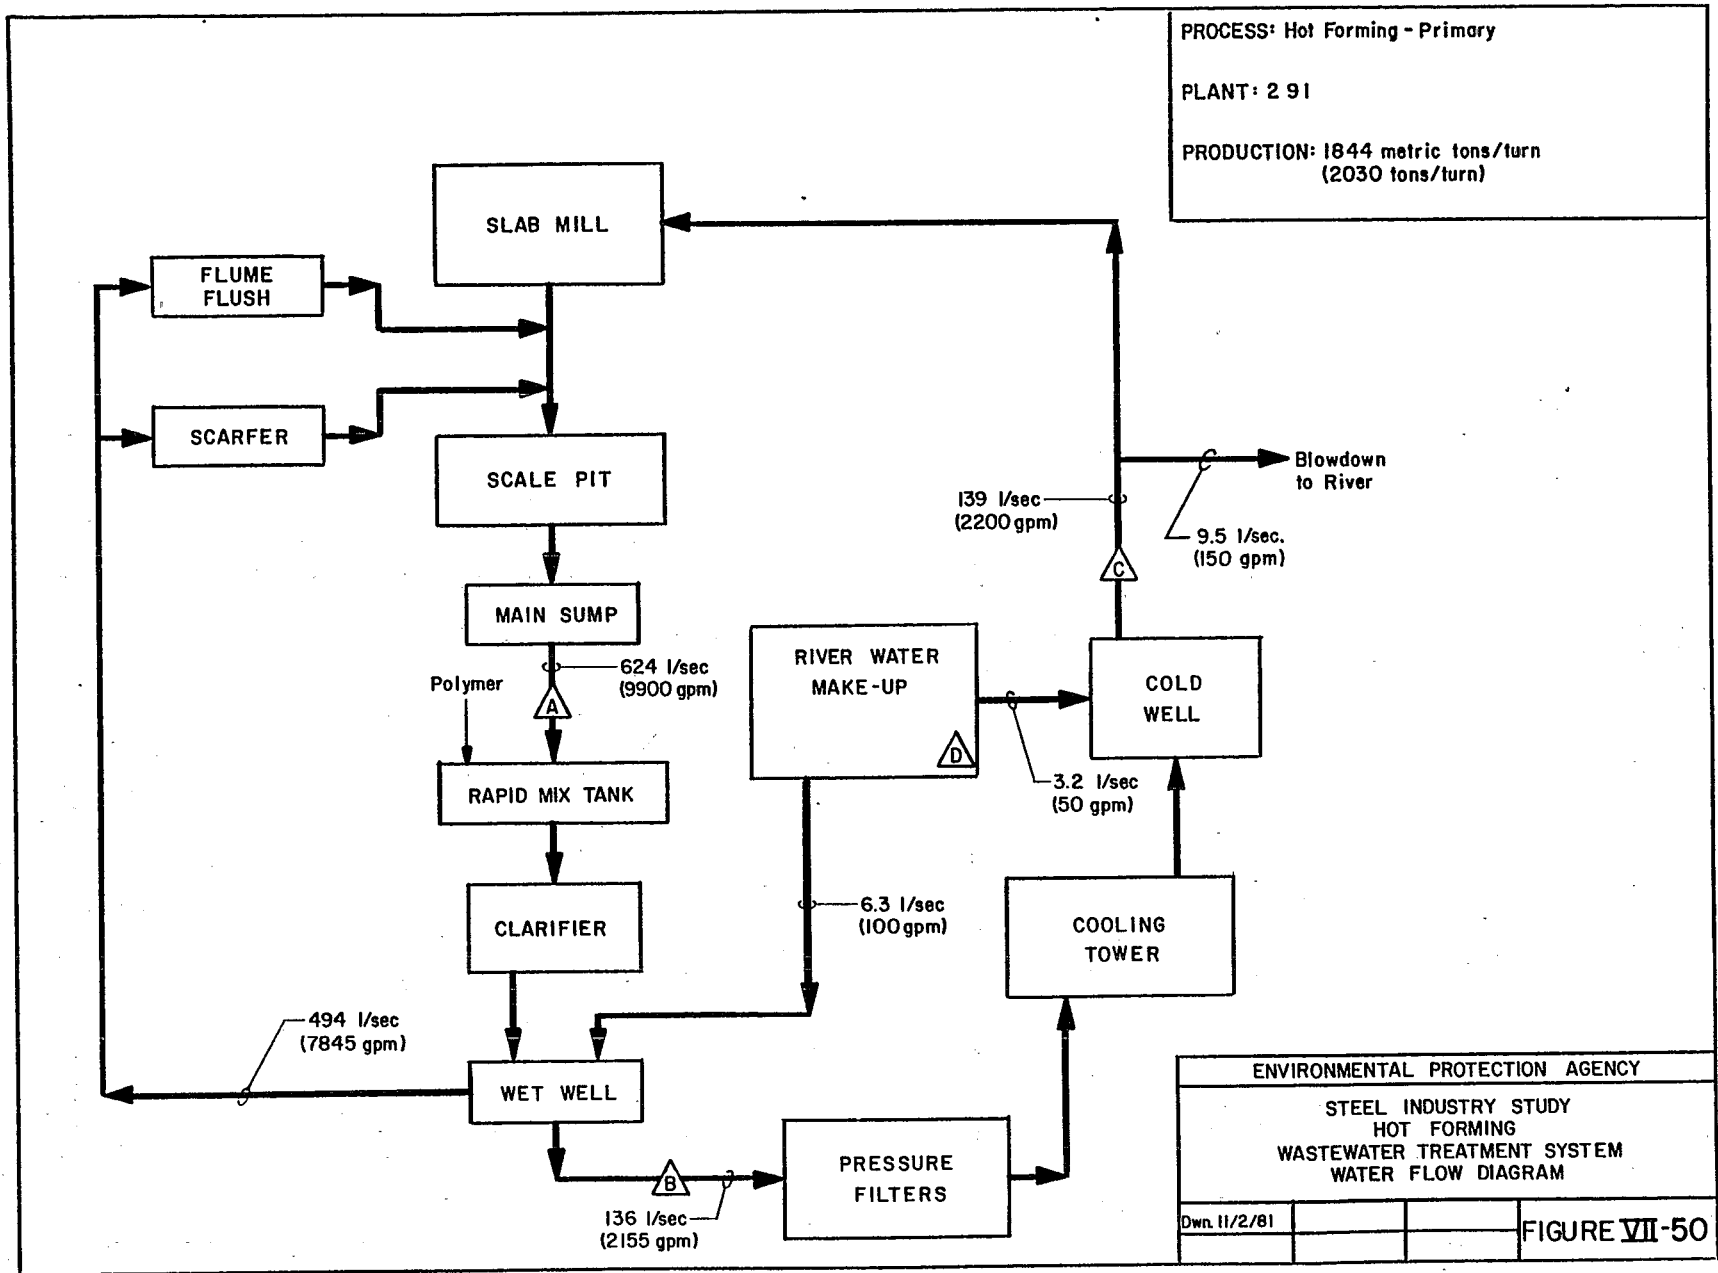 PROCESS: Hot Forming - Primary
PLANT: 291
PRODUCTION: 1844 metric tons/turn
(2030 tons/turn)
SLAB MILL
FLUME
FLUSH
SCARFER
SCALE PIT
Blowdown
to River
139 l/sec
(2200 gpm)
9.5 l/sec.
(150 gpm)
C
MAIN SUMP
624 l/sec
(9900 gpm)
Polymer
A
RIVER WATER
MAKE-UP
D
COLD
WELL
3.2 l/sec
(50 gpm)
RAPID MIX TANK
CLARIFIER
6.3 l/sec
(100 gpm)
COOLING
TOWER
494 l/sec
(7845 gpm)
WET WELL
B
136 l/sec
(2155 gpm)
PRESSURE
FILTERS
ENVIRONMENTAL PROTECTION AGENCY
STEEL INDUSTRY STUDY
HOT FORMING
WASTEWATER TREATMENT SYSTEM
WATER FLOW DIAGRAM
Dwn. 11/2/81
FIGURE VII-50